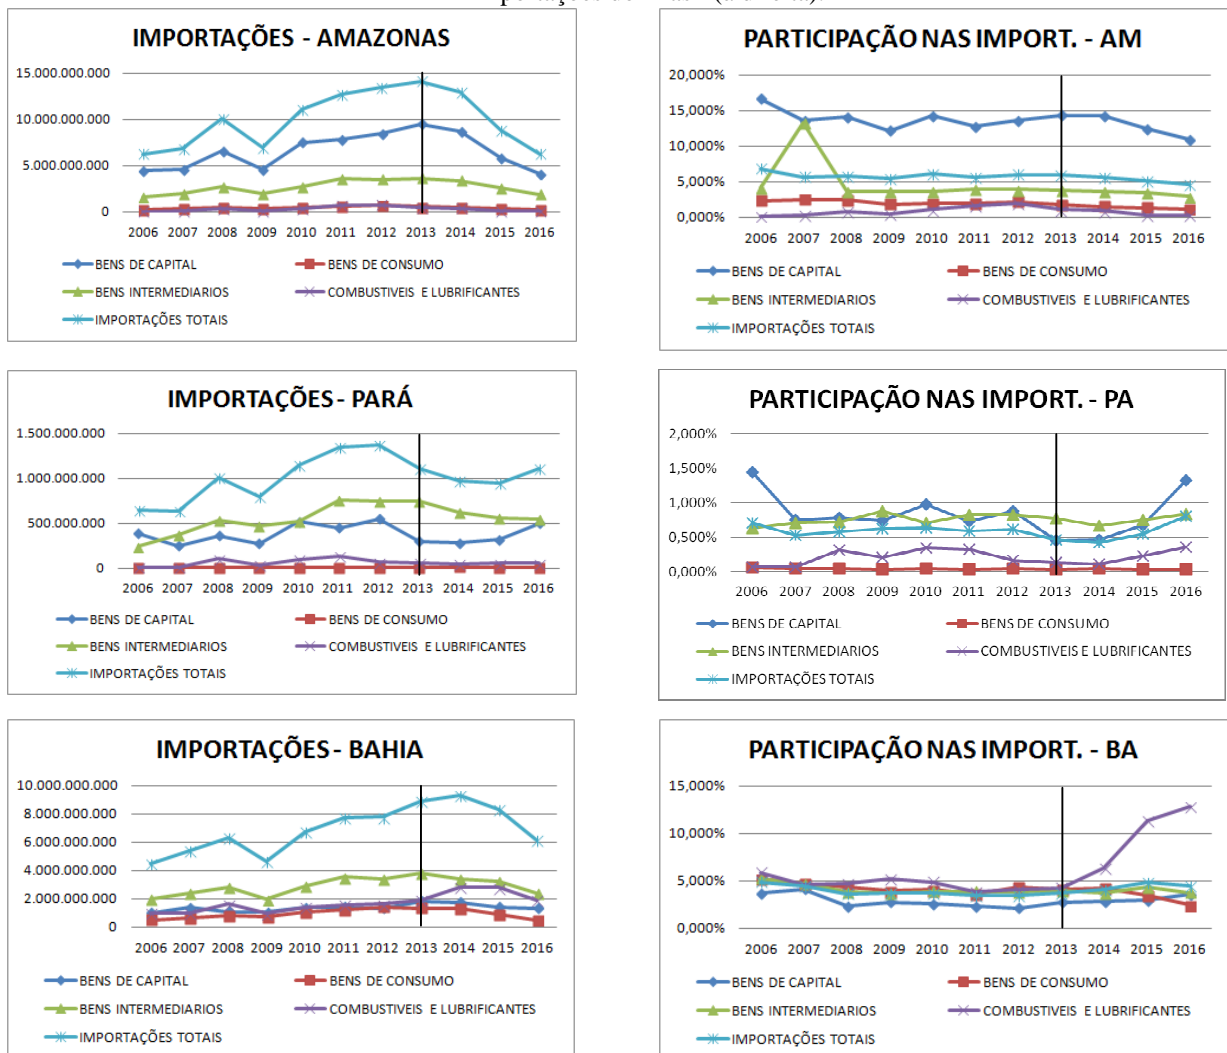 IMPORTAÇÕES - AMAZONAS
15.000.000.000
10.000.000.000
5.000.000.000
0
2006 2007 2008 2009 2010 2011 2012 2013 2014 2015 2016
BENS DE CAPITAL BENS DE CONSUMO
BENS INTERMEDIARIOS COMBUSTIVEIS E LUBRIFICANTES
IMPORTAÇÕES TOTAIS
PARTICIPAÇÃO NAS IMPORT. - AM
20,000%
15,000%
10,000%
5,000%
0,000%
2006 2007 2008 2009 2010 2011 2012 2013 2014 2015 2016
BENS DE CAPITAL BENS DE CONSUMO
BENS INTERMEDIARIOS COMBUSTIVEIS E LUBRIFICANTES
IMPORTAÇÕES TOTAIS
IMPORTAÇÕES - PARÁ
1.500.000.000
1.000.000.000
500.000.000
0
2006 2007 2008 2009 2010 2011 2012 2013 2014 2015 2016
BENS DE CAPITAL BENS DE CONSUMO
BENS INTERMEDIARIOS COMBUSTIVEIS E LUBRIFICANTES
IMPORTAÇÕES TOTAIS
PARTICIPAÇÃO NAS IMPORT. - PA
2,000%
1,500%
1,000%
0,500%
0,000%
2006 2007 2008 2009 2010 2011 2012 2013 2014 2015 2016
BENS DE CAPITAL BENS DE CONSUMO
BENS INTERMEDIARIOS COMBUSTIVEIS E LUBRIFICANTES
IMPORTAÇÕES TOTAIS
IMPORTAÇÕES - BAHIA
10.000.000.000
8.000.000.000
6.000.000.000
4.000.000.000
2.000.000.000
0
2006 2007 2008 2009 2010 2011 2012 2013 2014 2015 2016
BENS DE CAPITAL BENS DE CONSUMO
BENS INTERMEDIARIOS COMBUSTIVEIS E LUBRIFICANTES
IMPORTAÇÕES TOTAIS
PARTICIPAÇÃO NAS IMPORT. - BA
15,000%
10,000%
5,000%
0,000%
2006 2007 2008 2009 2010 2011 2012 2013 2014 2015 2016
BENS DE CAPITAL BENS DE CONSUMO
BENS INTERMEDIARIOS COMBUSTIVEIS E LUBRIFICANTES
IMPORTAÇÕES TOTAIS